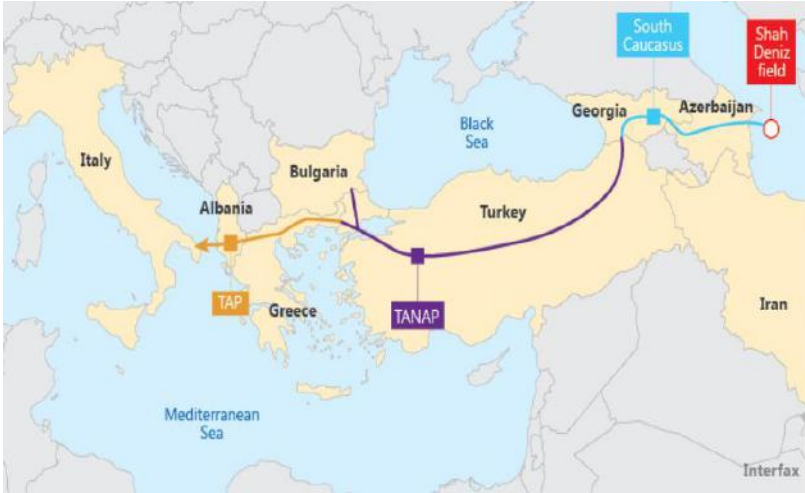 South
Caucasus
Shah
Deniz
field
Georgia
Azerbaijan
Black
Sea
Italy
Bulgaria
Albania
Turkey
TAP
Greece
TANAP
Iran
Mediterranean
Sea
Interfax